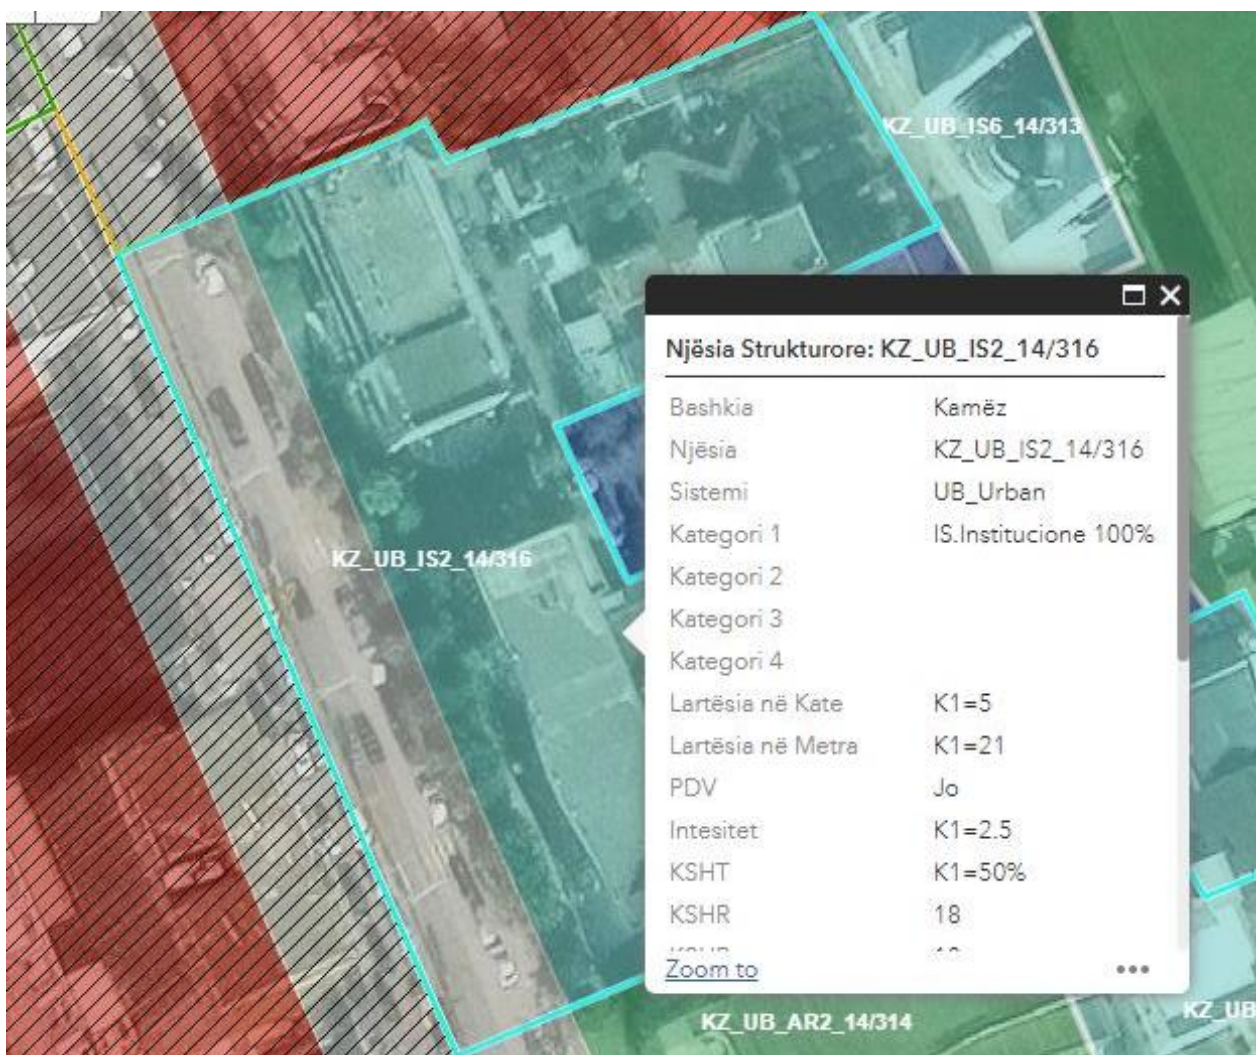 KZ_UB_IS6_14/313
Njësia Strukturore: KZ_UB_IS2_14/316
Bashkia Kamëz
Njësia KZ_UB_IS2_14/316
Sistemi UB_Urban
Kategori 1 IS.Institucione 100%
Kategori 2
Kategori 3
Kategori 4
Lartësia në Kate K1=5
Lartësia në Metra K1=21
PDV Jo
Intesitet K1=2.5
KSHT K1=50%
KSHR 18
Zoom to
KZ_UB_IS2_14/316
KZ_UB_AR2_14/314
KZ_UB